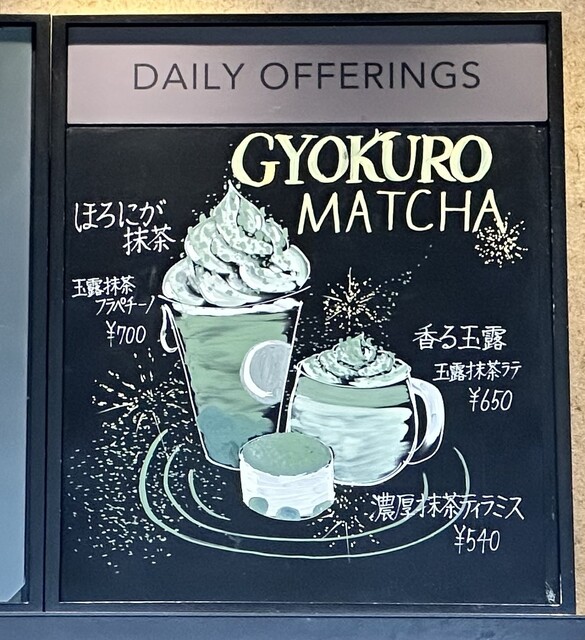 DAILY OFFERINGS
GYOKURO
MATCHA
ほろにが
抹茶
玉露抹茶
フラペチーノ
¥700
香る玉露
玉露抹茶ラテ
¥650
濃厚抹茶ティラミス
¥540